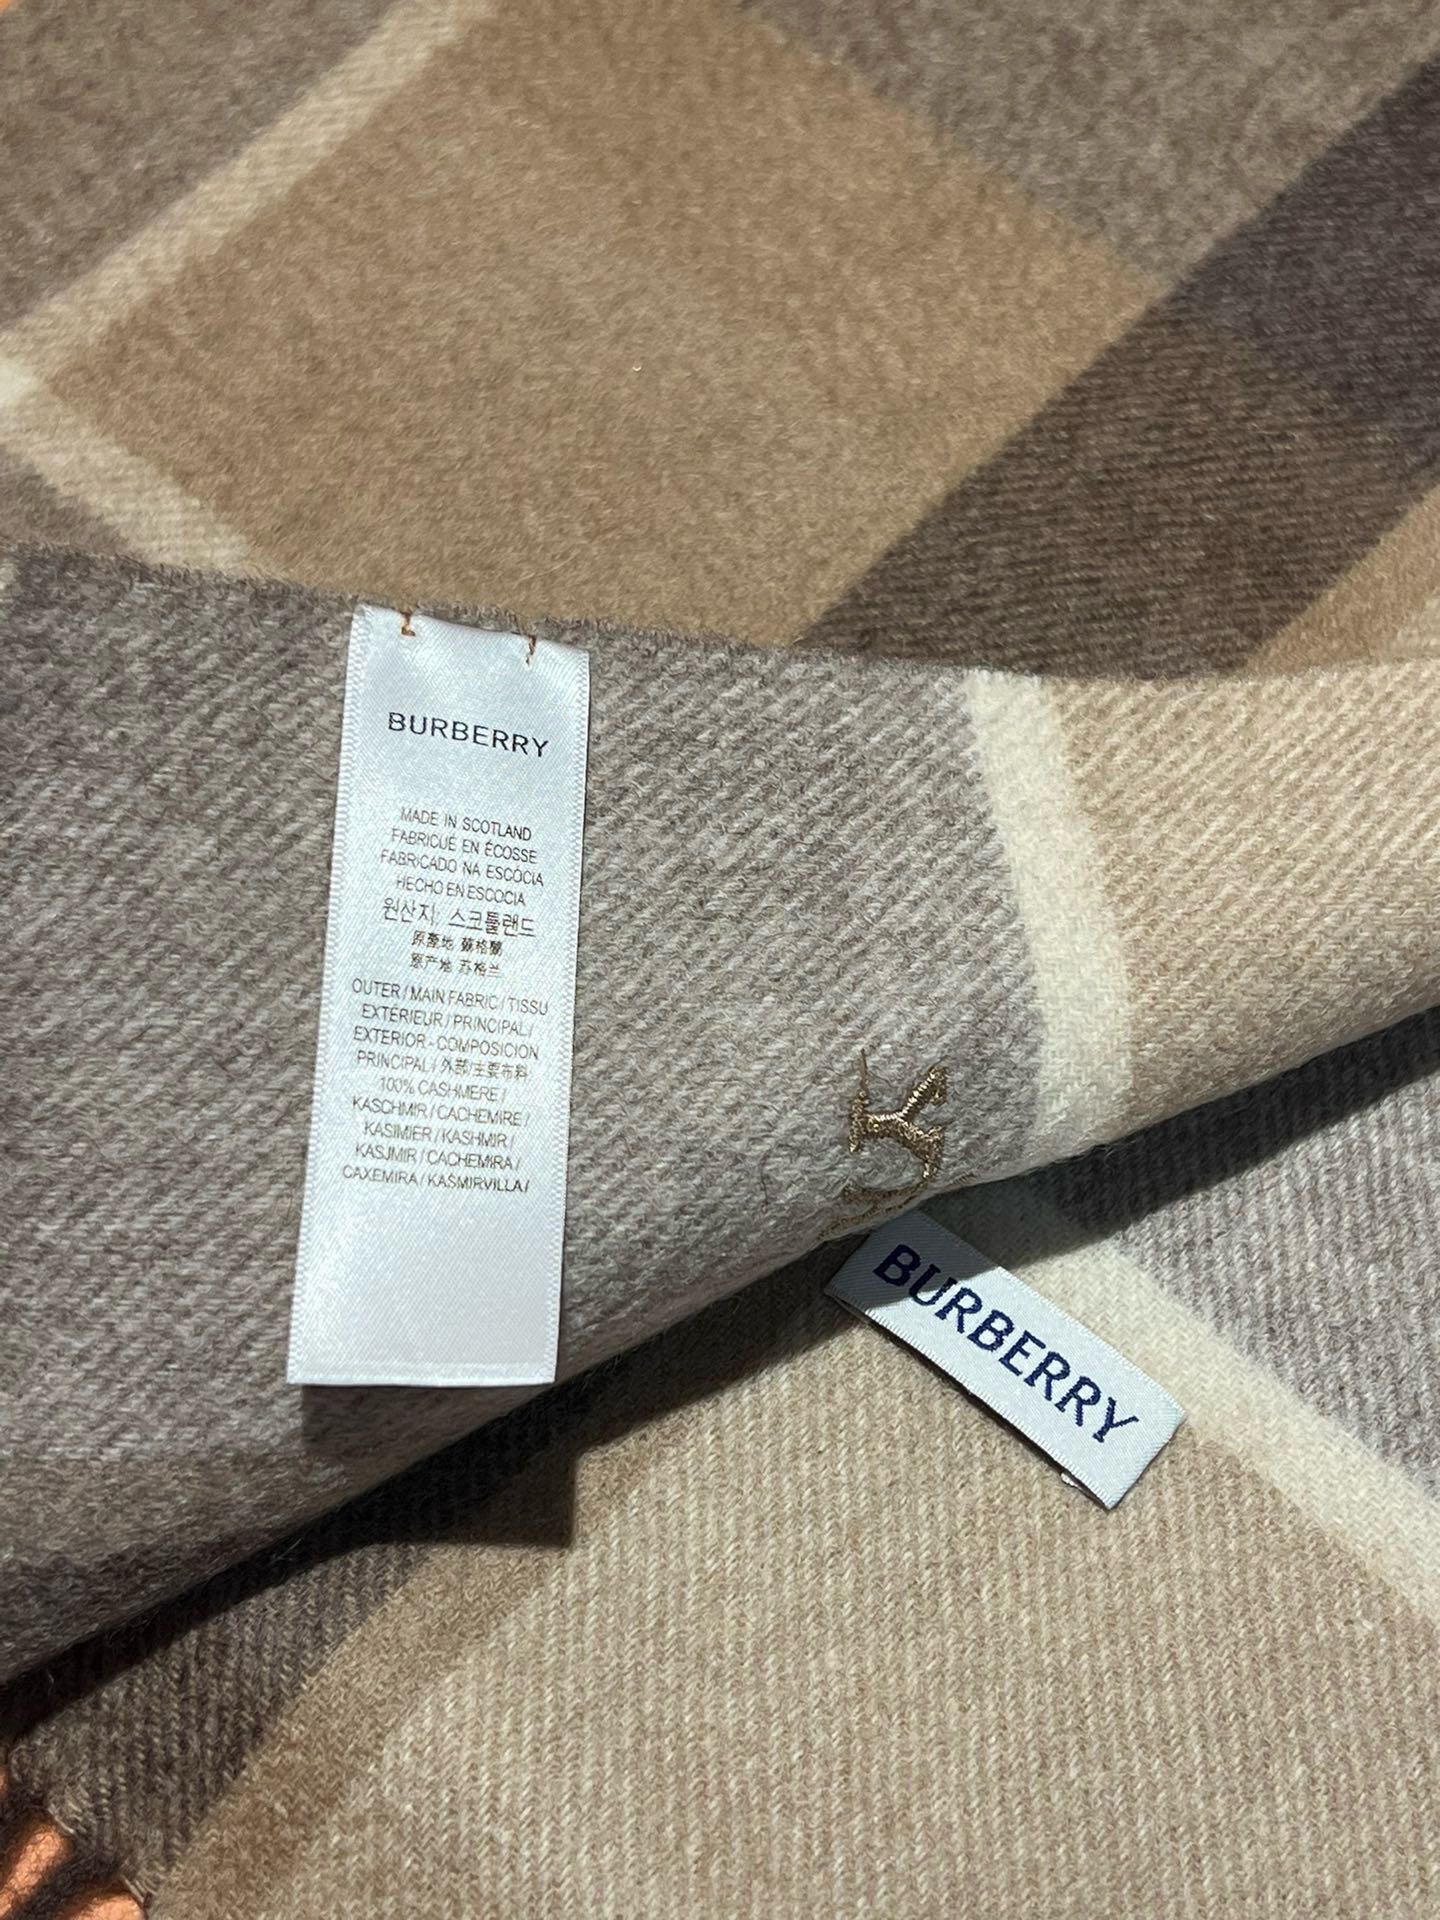 BURBERRY
MADE IN SCOTLAND
FABRIQUÉ EN ÉCOSSE
FABRICADO NA ESCÓCIA
HECHO EN ESCOCIA
원산지: 스코틀랜드
原產地 蘇格蘭
原产地 苏格兰
OUTER / MAIN FABRIC / TISSU
EXTÉRIEUR / PRINCIPAL /
EXTERIOR - COMPOSICION
PRINCIPAL / 外部/主要布料
100% CASHMERE /
KASCHMIR / CACHEMIRE /
KASIMIER / KASHMIR /
KASJMIR / CACHEMIRA /
CAXEMIRA / KASMIRVILLA /
BURBERRY